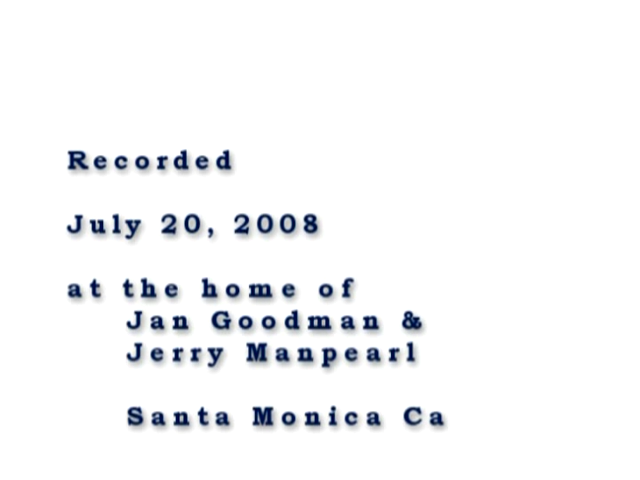 Recorded
July 20, 2008
at the home of
Jan Goodman &
Jerry Manpearl
Santa Monica Ca